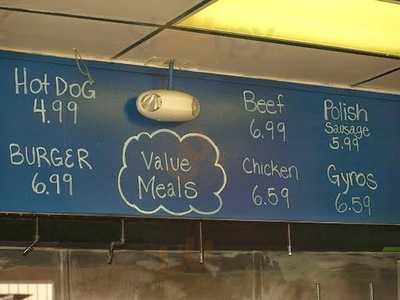 Hot Dog
4.99
BURGER
6.99
Value
Meals
Beef
6.99
Chicken
6.59
Polish
Sausage
5.99
Gyros
6.59